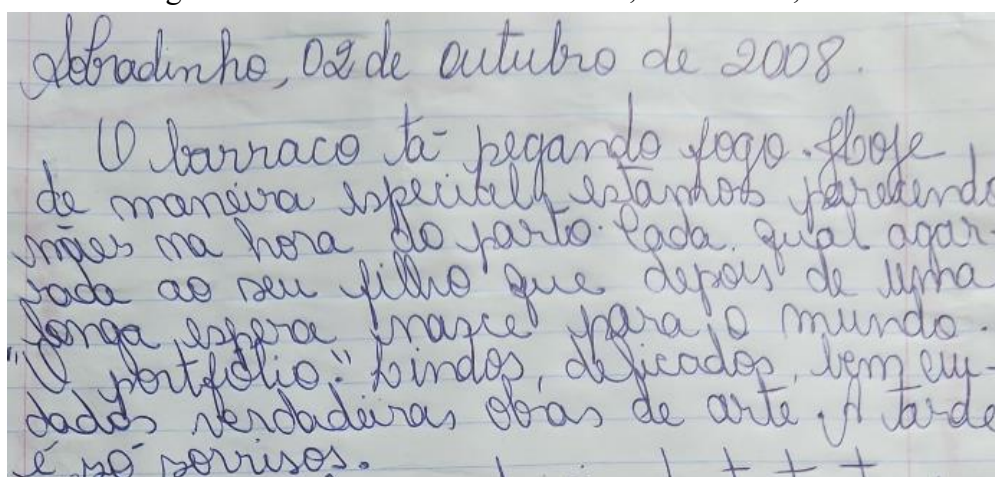 Sobradinho, 02 de outubro de 2008.
O barraco tá pegando fogo. Hoje
de maneira especial, estamos parecendo
mães na hora do parto. Cada qual agar-
rada ao seu filho que depois de uma
longa espera nasce para o mundo.
"O portfólio." Lindos, delicados, bem cui-
dados verdadeiras obras de arte. A tarde
é só sorrisos.